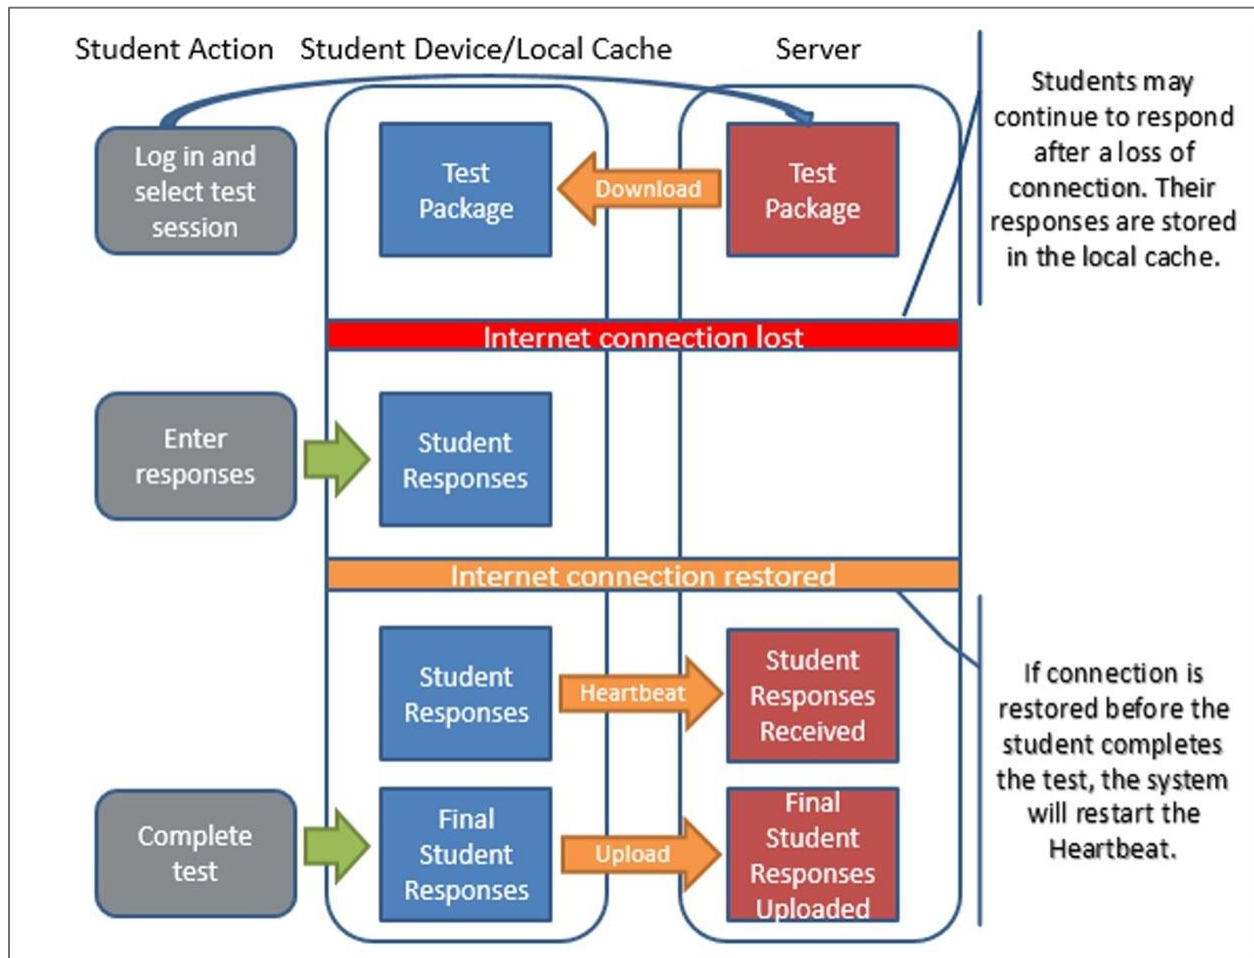 Student Action
Student Device/Local Cache
Server
Log in and
select test
session
Test
Package
Download
Test
Package
Students may
continue to respond
after a loss of
connection. Their
responses are stored
in the local cache.
Internet connection lost
Enter
responses
Student
Responses
Internet connection restored
Student
Responses
Heartbeat
Student
Responses
Received
If connection is
restored before the
student completes
the test, the system
will restart the
Heartbeat.
Complete
test
Final
Student
Responses
Upload
Final
Student
Responses
Uploaded